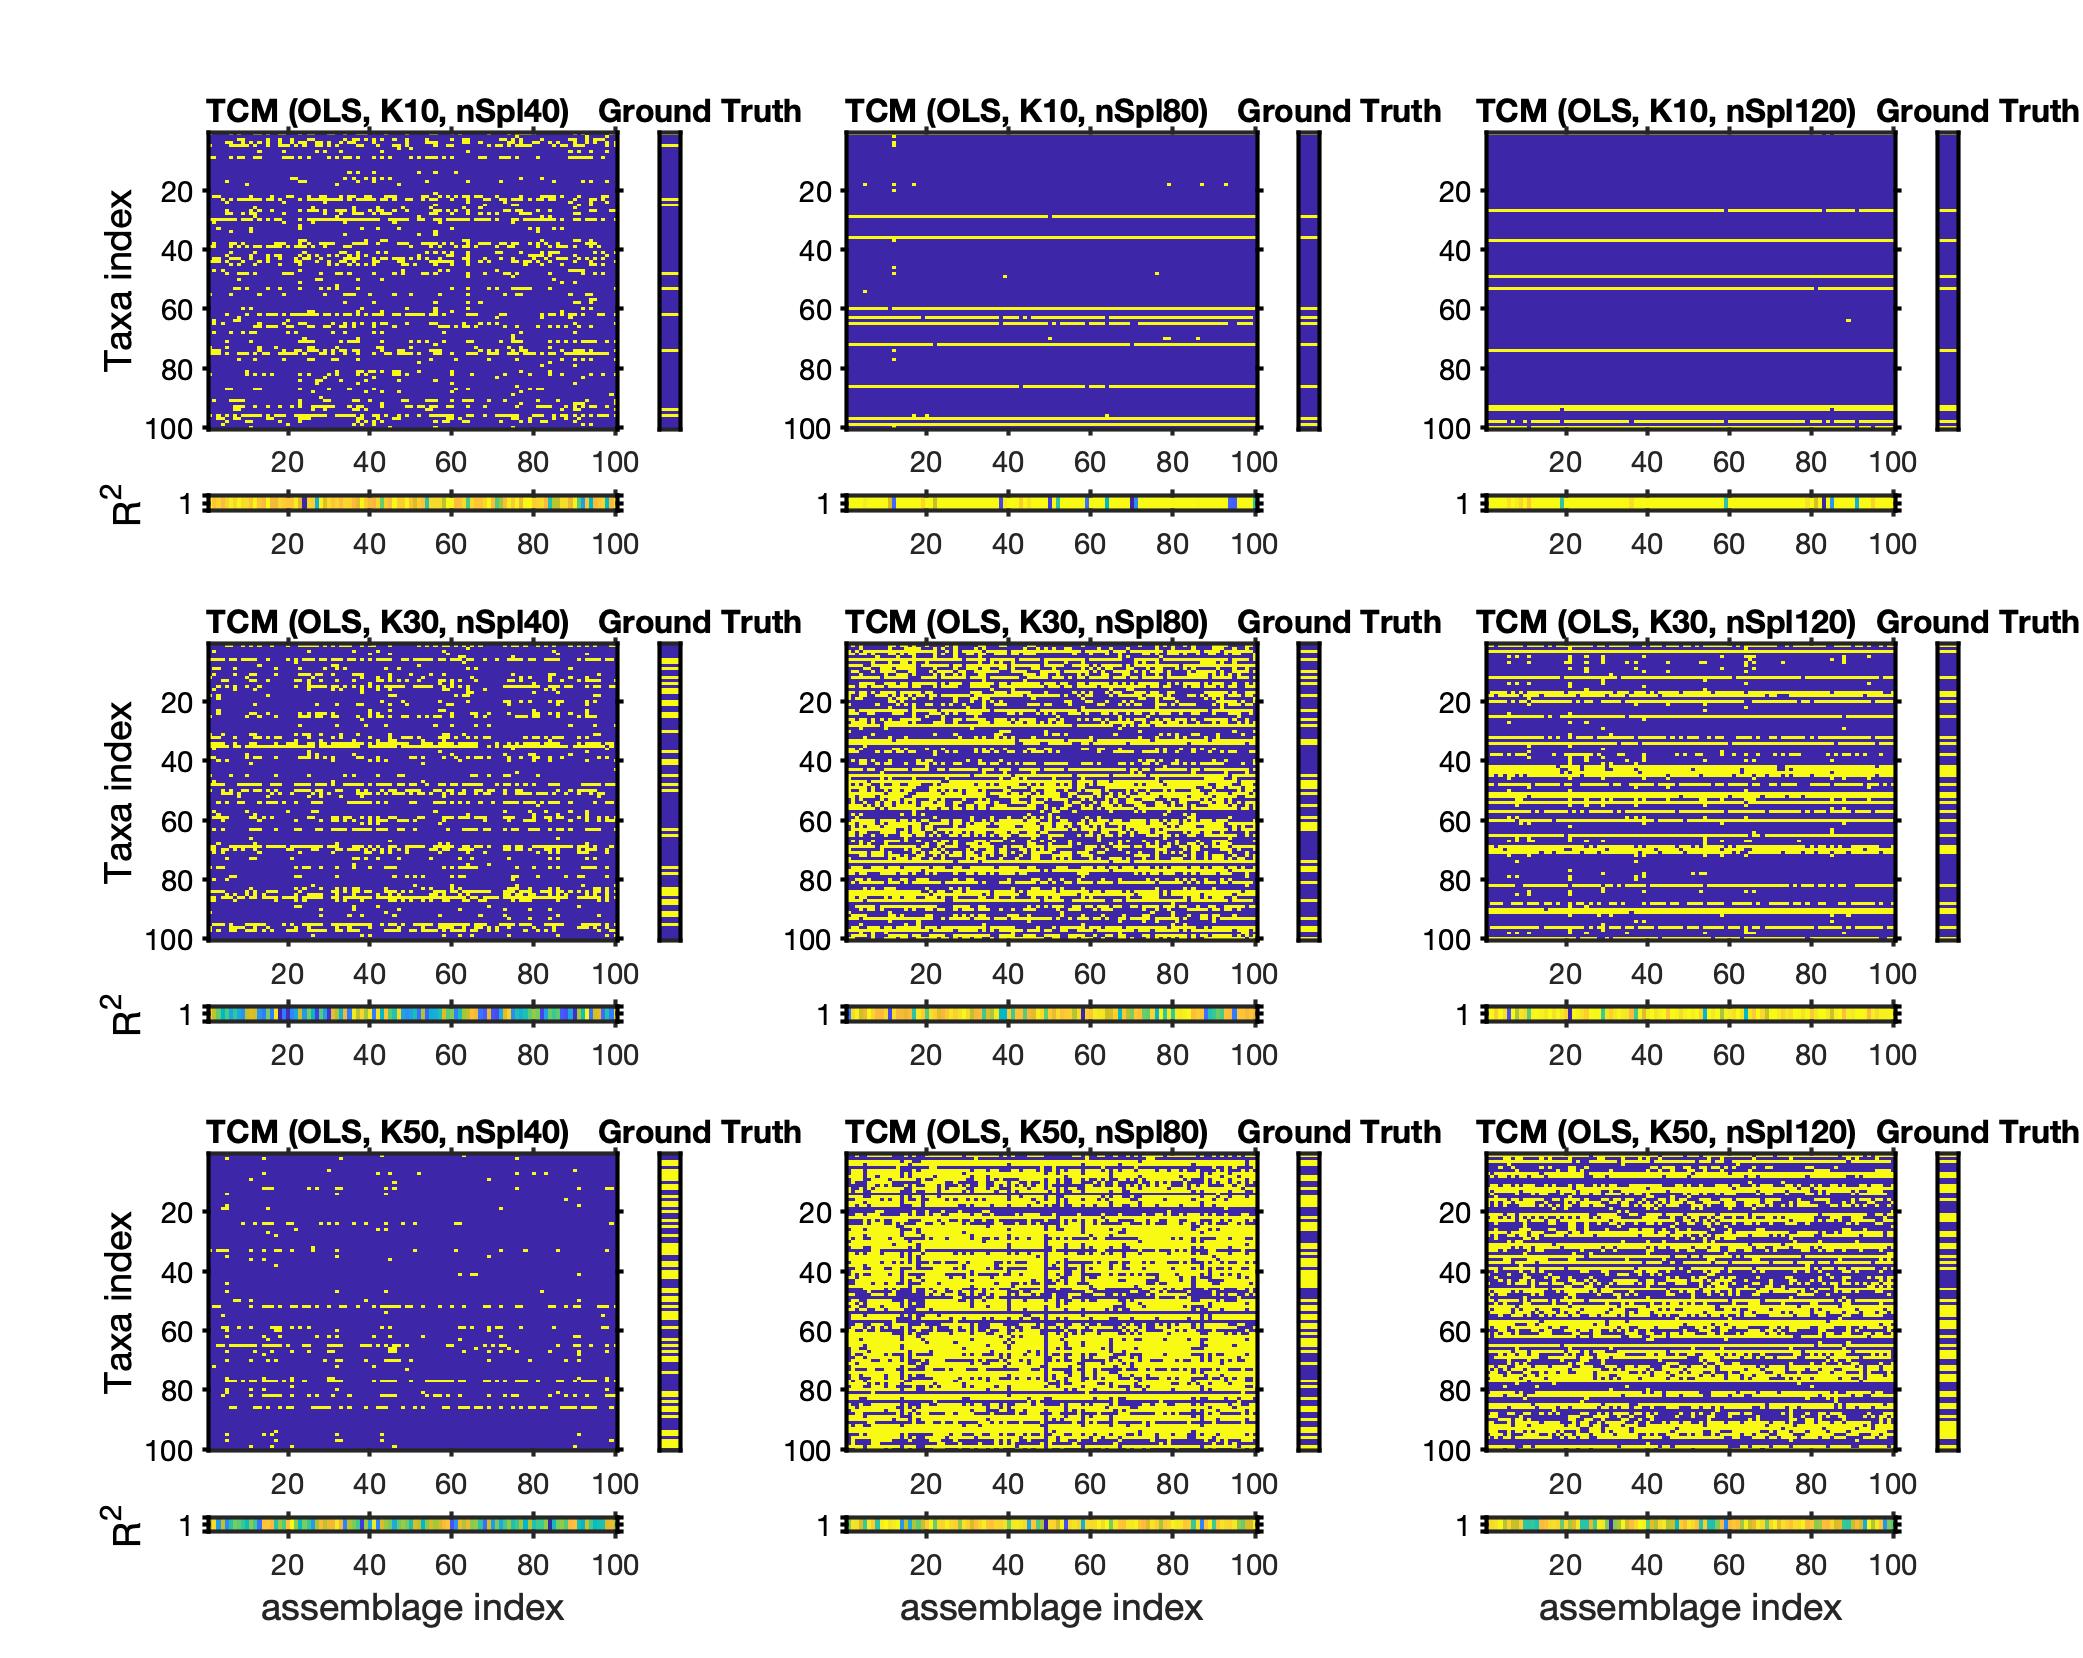 TCM (OLS, K10, nSpl40) Ground Truth TCM (OLS, K10, nSpl80) Ground Truth TCM (OLS, K10, nSpl120) Ground Truth
Taxa index
20 20 20
40 40 40
60 60 60
80 80 80
100 100 100
20 40 60 80 100 20 40 60 80 100 20 40 60 80 100
R2 1 1 1
20 40 60 80 100 20 40 60 80 100 20 40 60 80 100
TCM (OLS, K30, nSpl40) Ground Truth TCM (OLS, K30, nSpl80) Ground Truth TCM (OLS, K30, nSpl120) Ground Truth
Taxa index
20 20 20
40 40 40
60 60 60
80 80 80
100 100 100
20 40 60 80 100 20 40 60 80 100 20 40 60 80 100
R2 1 1 1
20 40 60 80 100 20 40 60 80 100 20 40 60 80 100
TCM (OLS, K50, nSpl40) Ground Truth TCM (OLS, K50, nSpl80) Ground Truth TCM (OLS, K50, nSpl120) Ground Truth
Taxa index
20 20 20
40 40 40
60 60 60
80 80 80
100 100 100
20 40 60 80 100 20 40 60 80 100 20 40 60 80 100
R2 1 1 1
20 40 60 80 100 20 40 60 80 100 20 40 60 80 100
assemblage index assemblage index assemblage index